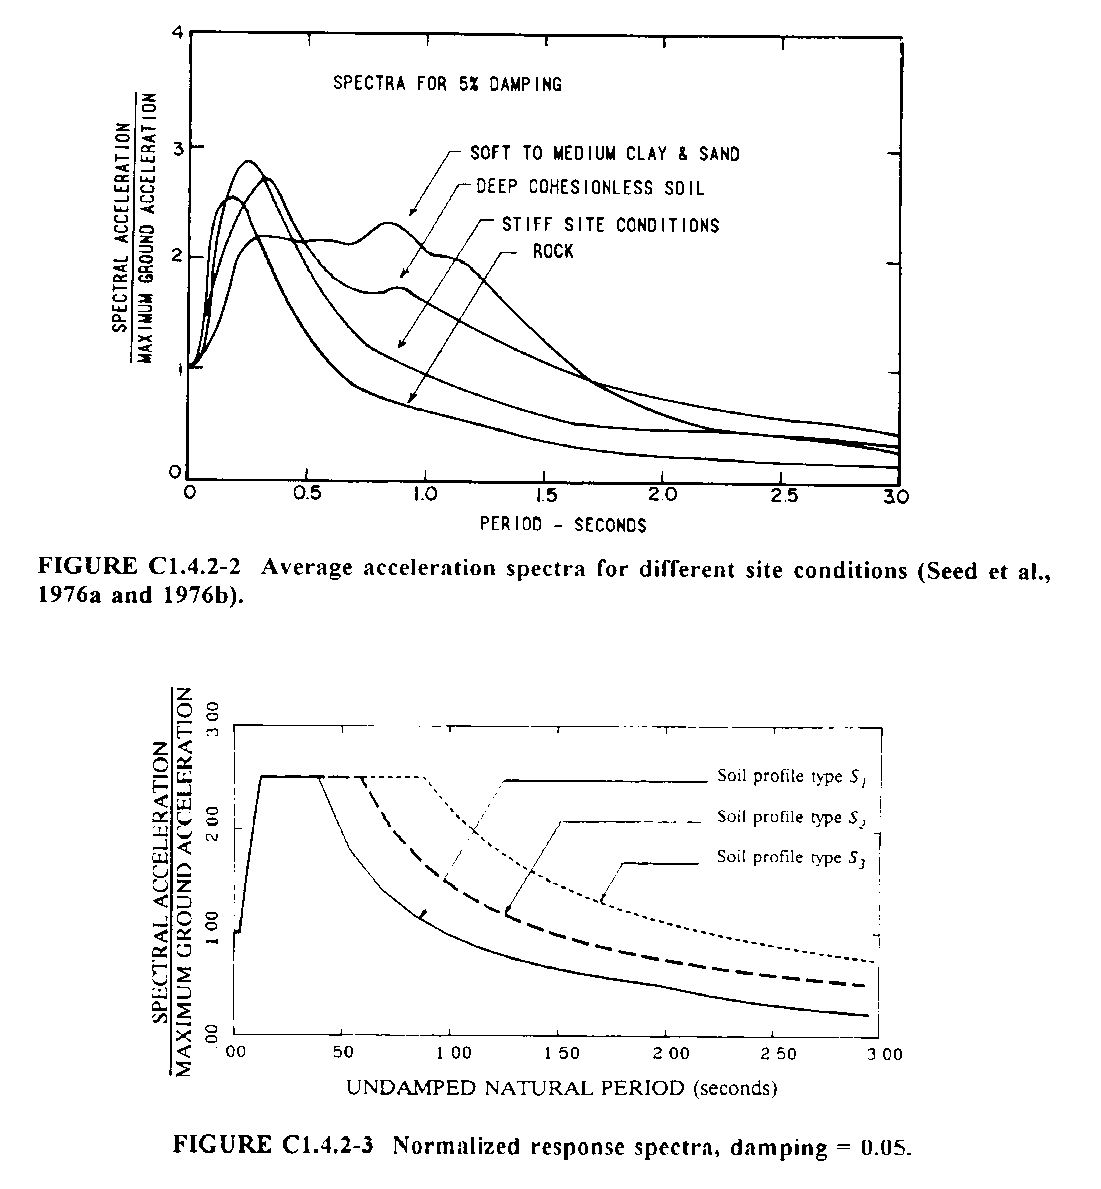 4
3
2
1
0
SPECTRAL ACCELERATION
MAXIMUM GROUND ACCELERATION
SPECTRA FOR 5% DAMPING
SOFT TO MEDIUM CLAY & SAND
DEEP COHESIONLESS SOIL
STIFF SITE CONDITIONS
ROCK
0 0.5 1.0 1.5 2.0 2.5 3.0
PERIOD - SECONDS
FIGURE C1.4.2-2 Average acceleration spectra for different site conditions (Seed et al.,
1976a and 1976b).
SPECTRAL ACCELERATION
MAXIMUM GROUND ACCELERATION
3 00
2 00
1 00
.00
Soil profile type S1
Soil profile type S2
Soil profile type S3
00 50 1 00 1 50 2 00 2 50 3 00
UNDAMPED NATURAL PERIOD (seconds)
FIGURE C1.4.2-3 Normalized response spectra, damping = 0.05.